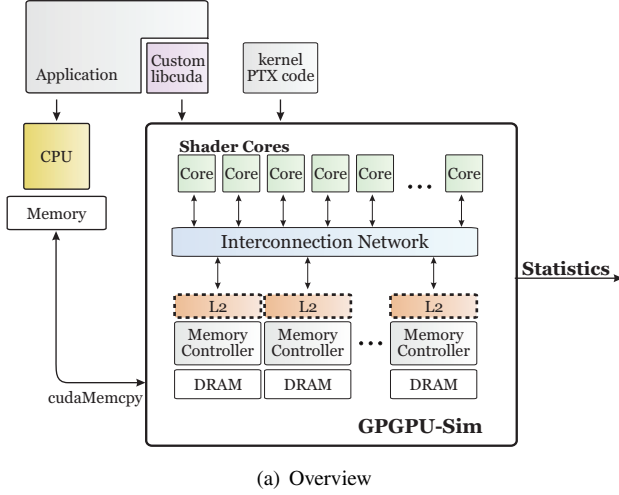 Application
Custom
libcuda
kernel
PTX code
CPU
Memory
Shader Cores
Core Core Core Core Core ... Core
Interconnection Network
Statistics
L2 L2 L2
Memory
Controller
Memory
Controller
...
Memory
Controller
DRAM DRAM DRAM
cudaMemcpy
GPGPU-Sim
(a) Overview